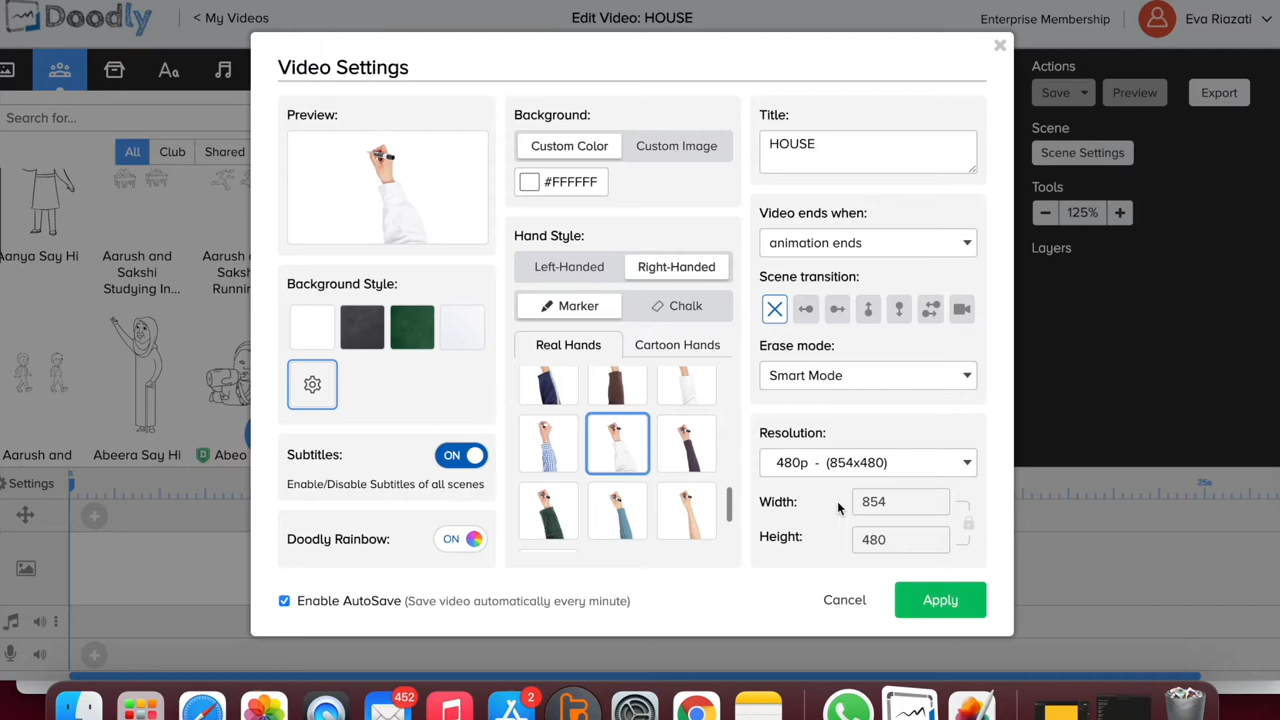 Doodly
< My Videos
Edit Video: HOUSE
Enterprise Membership
Eva Riazati
Search for...
All
Club
Shared
Aanya Say Hi
Aarush and
Sakshi
Studying In...
Aarush and
Abeera Say Hi
Settings
Video Settings
Preview:
Background Style:
Subtitles:
ON
Enable/Disable Subtitles of all scenes
Doodly Rainbow:
ON
Enable AutoSave (Save video automatically every minute)
Background:
Custom Color
Custom Image
#FFFFFF
Hand Style:
Left-Handed
Right-Handed
Marker
Chalk
Real Hands
Cartoon Hands
Title:
HOUSE
Video ends when:
animation ends
Scene transition:
Erase mode:
Smart Mode
Resolution:
480p - (854x480)
Width:
854
Height:
480
Cancel
Apply
Actions
Save
Preview
Export
Scene
Scene Settings
Tools
125%
Layers
25s
452
2